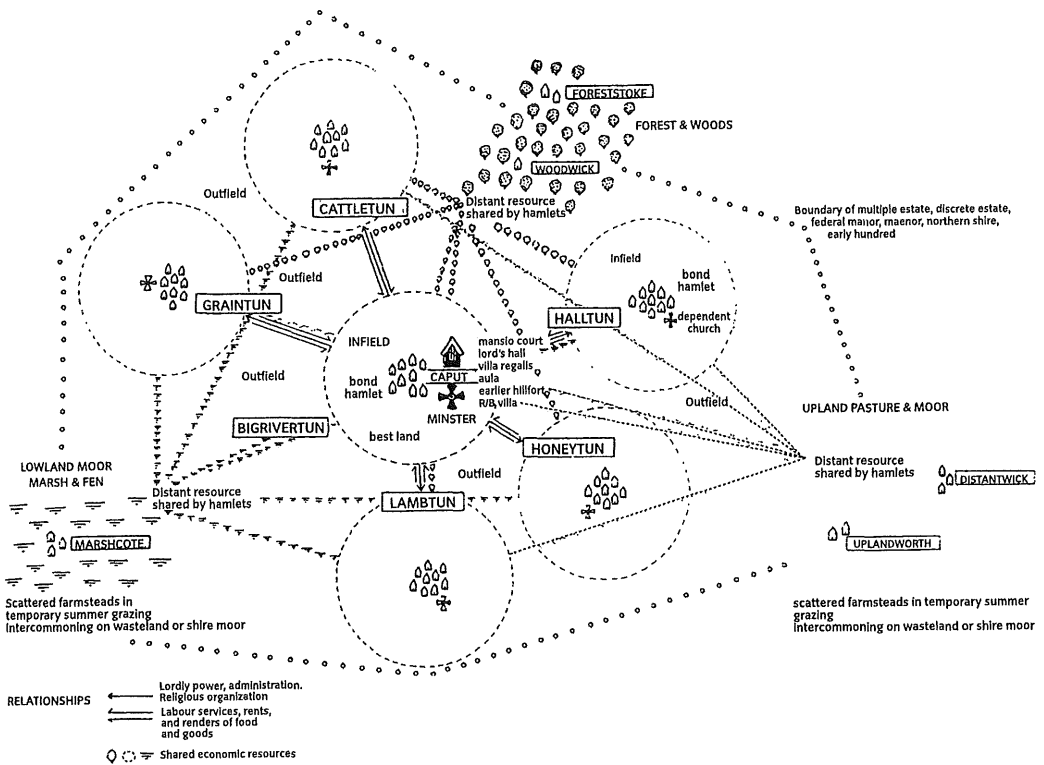 FORESTSTOKE
FOREST & WOODS
WOODWICK
Outfield
CATTLETUN
Distant resource
shared by hamlets
Boundary of multiple estate, discrete estate,
federal manor, maenor, northern shire,
early hundred
Infield
bond
hamlet
dependent
church
Outfield
GRAINTUN
HALLTUN
INFIELD
mansio court
lord's hall
villa regalis
aula
earlier hillfort
R/B villa
CAPUT
bond
hamlet
MINSTER
best land
Outfield
Outfield
UPLAND PASTURE & MOOR
BIGRIVERTUN
HONEYTUN
LOWLAND MOOR
MARSH & FEN
Outfield
Distant resource
shared by hamlets
DISTANTWICK
Distant resource
shared by hamlets
LAMBTUN
MARSHCOTE
UPLANDWORTH
Scattered farmsteads in
temporary summer grazing
Intercommoning on wasteland or shire moor
scattered farmsteads in temporary summer
grazing
Intercommoning on wasteland or shire moor
RELATIONSHIPS
Lordly power, administration.
Religious organization
Labour services, rents,
and renders of food
and goods
Shared economic resources